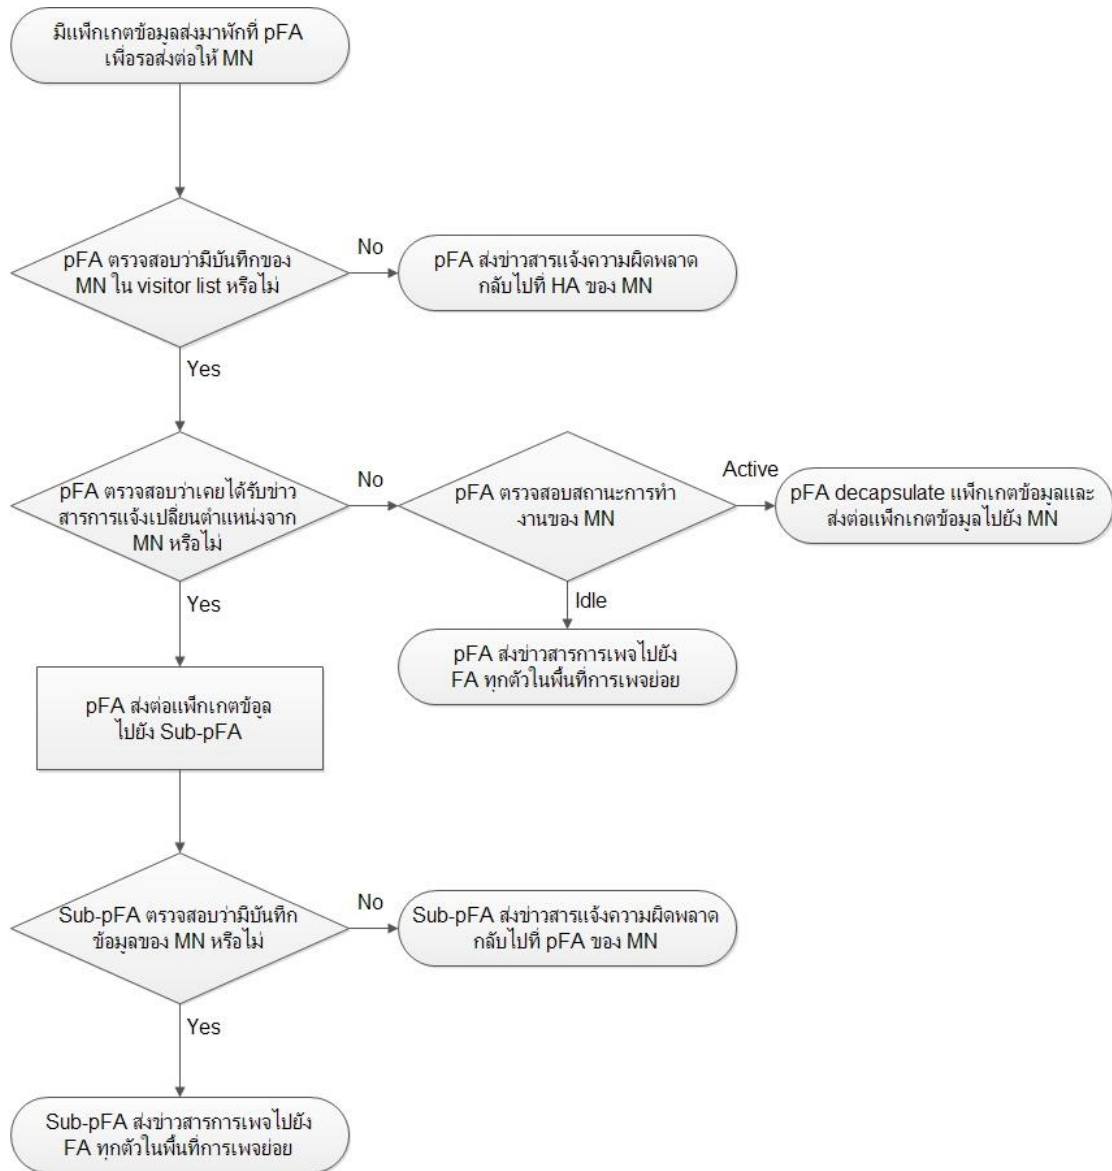 มีแพ็กเกตข้อมูลส่งมาพักที่ pFA
เพื่อรอส่งต่อให้ MN
pFA ตรวจสอบว่ามีบันทึกของ
MN ใน visitor list หรือไม่
No
pFA ส่งข่าวสารแจ้งความผิดพลาด
กลับไปที่ HA ของ MN
Yes
pFA ตรวจสอบว่าเคยได้รับข่าว
สารการแจ้งเปลี่ยนตำแหน่งจาก
MN หรือไม่
No
pFA ตรวจสอบสถานะการทำ
งานของ MN
Active
pFA decapsulate แพ็กเกตข้อมูลและ
ส่งต่อแพ็กเกตข้อมูลไปยัง MN
Idle
pFA ส่งข่าวสารการเพจไปยัง
FA ทุกตัวในพื้นที่การเพจย่อย
Yes
pFA ส่งต่อแพ็กเกตข้อูล
ไปยัง Sub-pFA
Sub-pFA ตรวจสอบว่ามีบันทึก
ข้อมูลของ MN หรือไม่
No
Sub-pFA ส่งข่าวสารแจ้งความผิดพลาด
กลับไปที่ pFA ของ MN
Yes
Sub-pFA ส่งข่าวสารการเพจไปยัง
FA ทุกตัวในพื้นที่การเพจย่อย